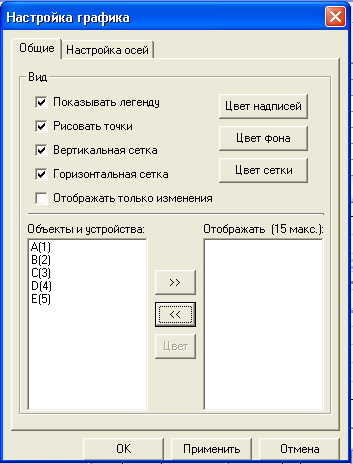 Настройка графика
Общие
Настройка осей
Вид
Показывать легенду
Рисовать точки
Вертикальная сетка
Горизонтальная сетка
Отображать только изменения
Цвет надписей
Цвет фона
Цвет сетки
Объекты и устройства:
A(1)
B(2)
C(3)
D(4)
E(5)
>>
<<
Цвет
Отображать (15 макс.):
OK
Применить
Отмена